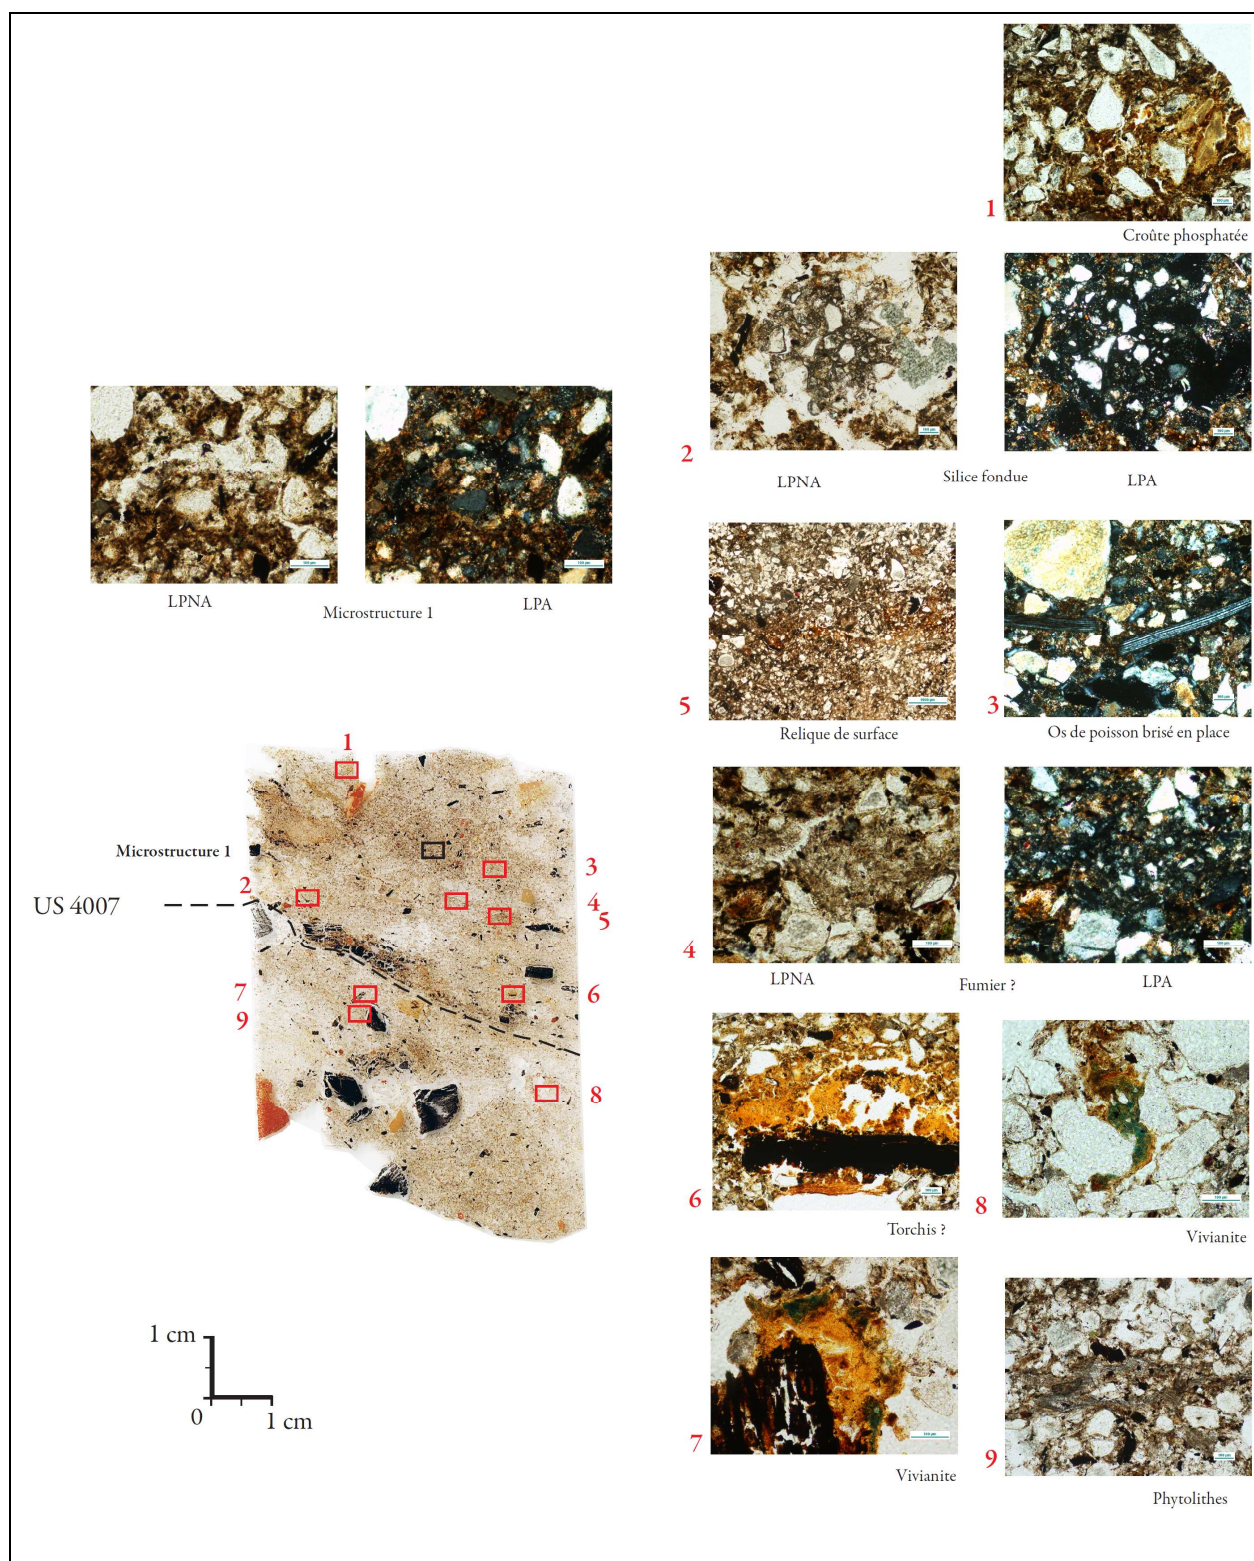 1
Croûte phosphatée
2
LPNA
Silice fondue
LPA
LPNA
Microstructure 1
LPA
5
Relique de surface
3
Os de poisson brisé en place
1
Microstructure 1
2
US 4007
3
4
5
7
9
6
8
4
LPNA
Fumier ?
LPA
6
Torchis ?
8
Vivianite
7
Vivianite
9
Phytolithes
1 cm
0
1 cm